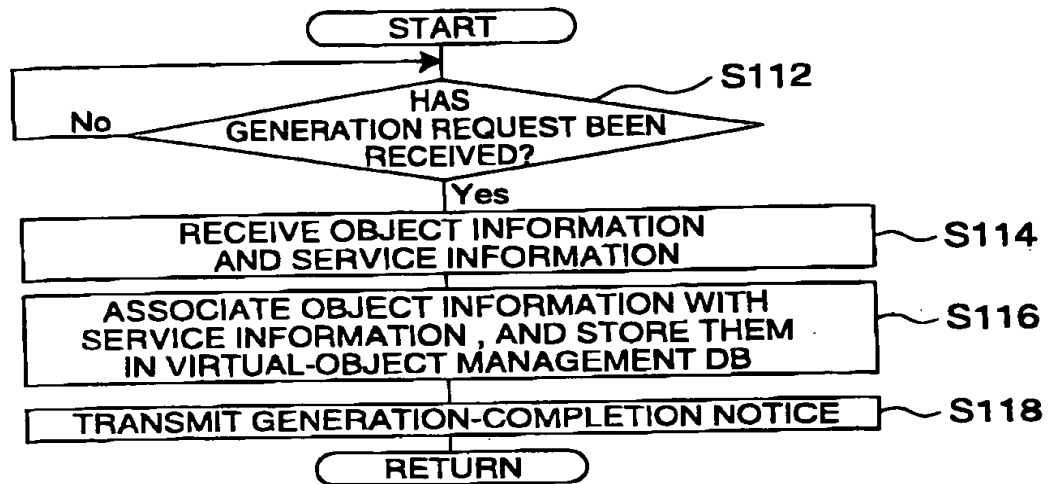 START
S112
HAS
GENERATION REQUEST BEEN
RECEIVED?
No
Yes
RECEIVE OBJECT INFORMATION
AND SERVICE INFORMATION
S114
ASSOCIATE OBJECT INFORMATION WITH
SERVICE INFORMATION , AND STORE THEM
IN VIRTUAL-OBJECT MANAGEMENT DB
S116
TRANSMIT GENERATION-COMPLETION NOTICE
S118
RETURN